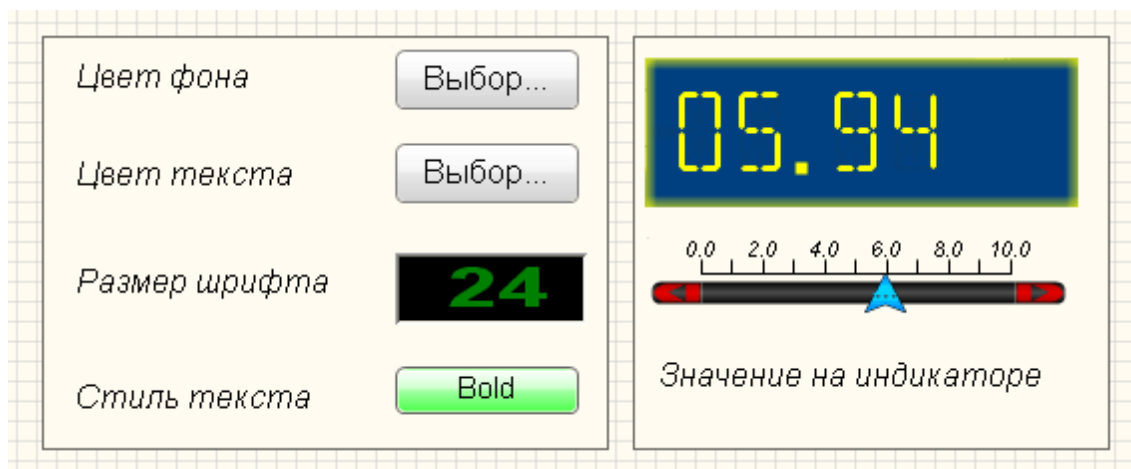 Цвет фона
Выбор...
Цвет текста
Выбор...
Размер шрифта
24
Стиль текста
Bold
05.94
0.0 2.0 4.0 6.0 8.0 10.0
Значение на индикаторе